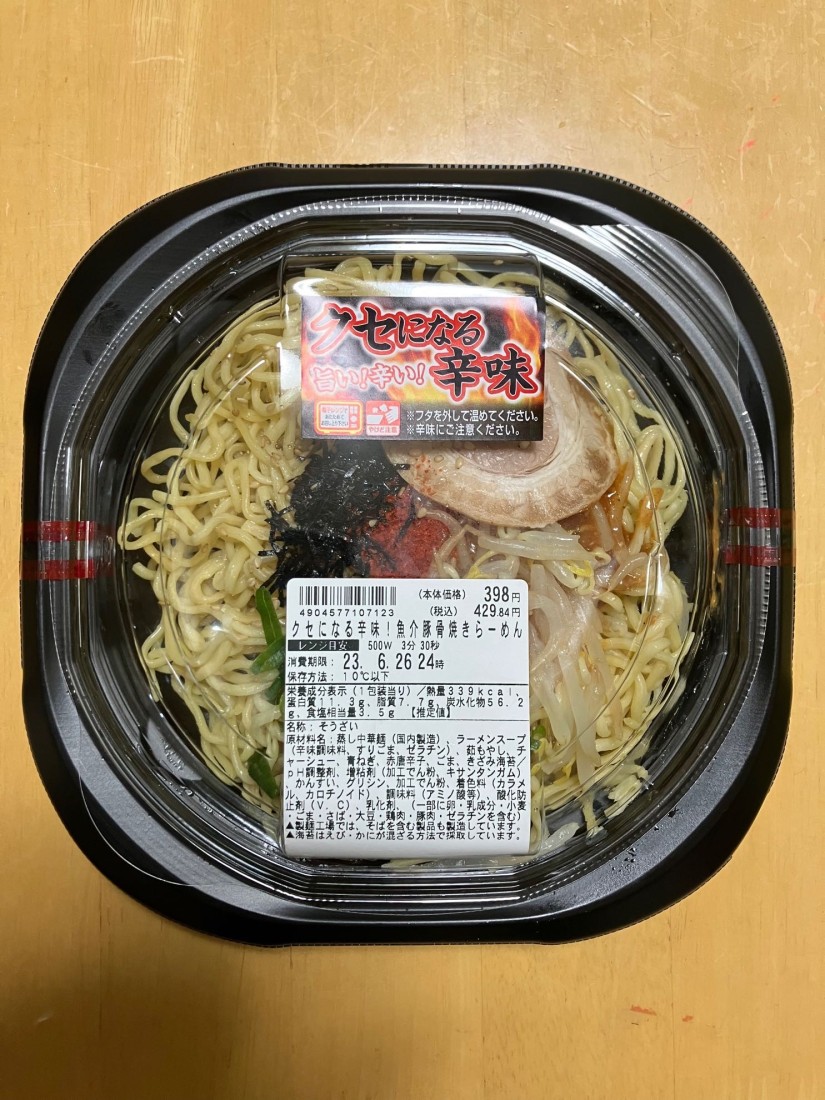 クセになる
旨い!辛い! 辛味
やけど注意
※フタを外して温めてください。
※辛味にご注意ください。
4904577107123
(本体価格) 398円
(税込) 429.84円
クセになる辛味!魚介豚骨焼きらーめん
レンジ目安 500W 3分30秒
消費期限: 23. 6.26 24時
保存方法: 10℃以下
栄養成分表示(1包装当り)/熱量339kcal、
蛋白質11.3g、脂質7.7g、炭水化物56.2
g、食塩相当量3.5g 【推定値】
名称: そうざい
原材料名:蒸し中華麺(国内製造)、ラーメンスープ
(辛味調味料、すりごま、ゼラチン)、茹もやし、チ
ャーシュー、青ねぎ、赤唐辛子、ごま、きざみ海苔/
pH調整剤、増粘剤(加工でん粉、キサンタンガム)
、かんすい、グリシン、加工でん粉、着色料(カラメ
ル、カロチノイド)、調味料(アミノ酸等)、酸化防
止剤(V.C)、乳化剤、(一部に卵・乳成分・小麦
・ごま・さば・大豆・鶏肉・豚肉・ゼラチンを含む)
▲製麺工場では、そばを含む製品も製造しています。
▲海苔はえび・かにが混ざる方法で採取しています。